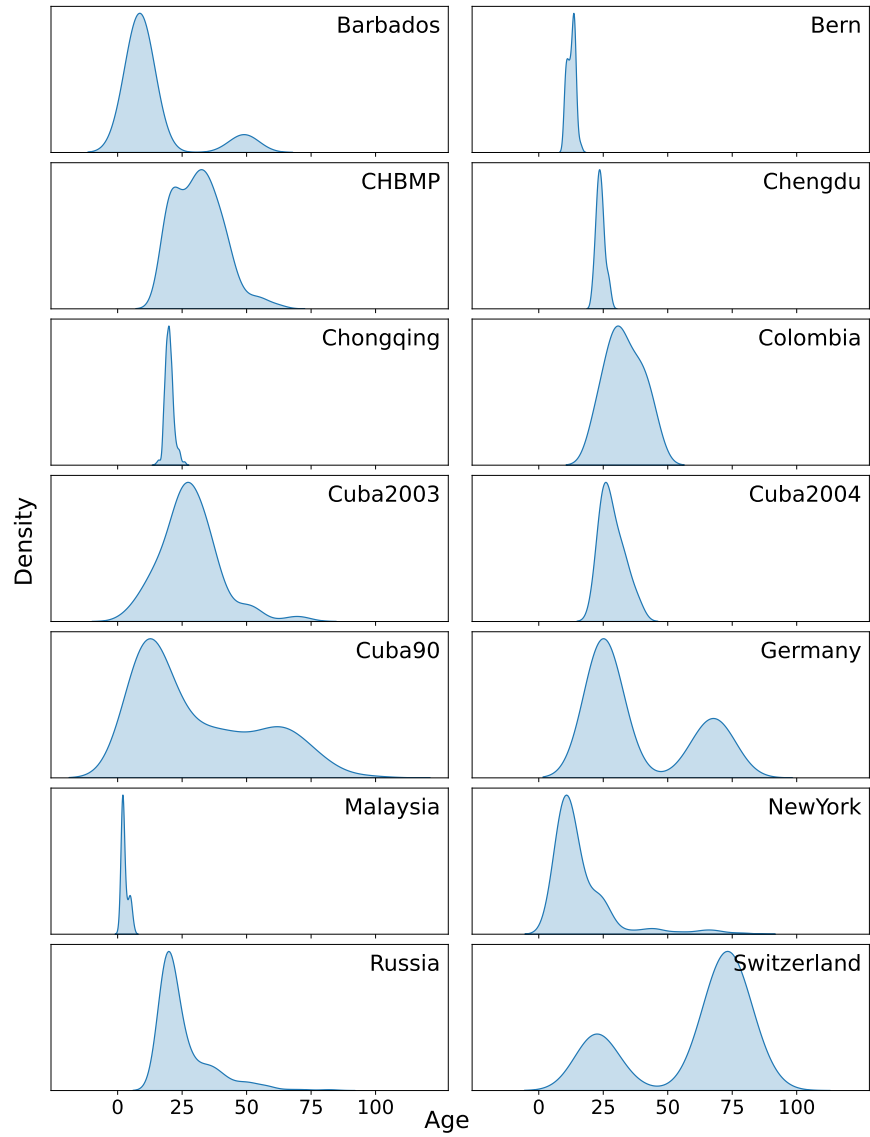 Barbados
Bern
CHBMP
Chengdu
Chongqing
Colombia
Cuba2003
Cuba2004
Cuba90
Germany
Malaysia
NewYork
Russia
Switzerland
Density
0 25 50 75 100
0 25 50 75 100
Age